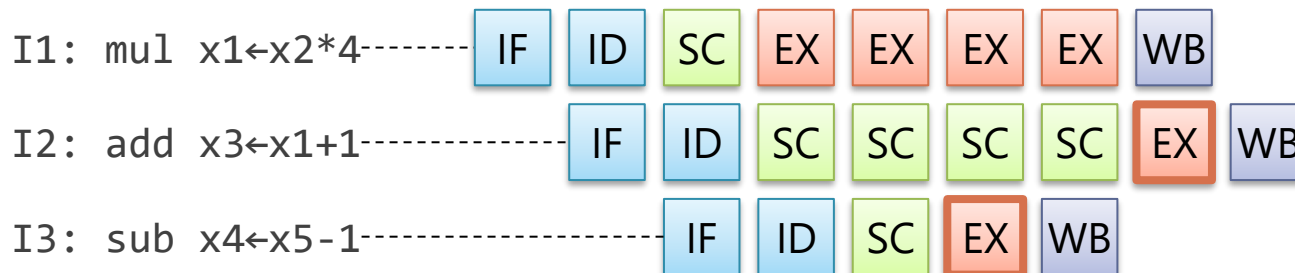 I1: mul x1←x2*4 IF ID SC EX EX EX EX WB
I2: add x3←x1+1 IF ID SC SC SC SC EX WB
I3: sub x4←x5-1 IF ID SC EX WB